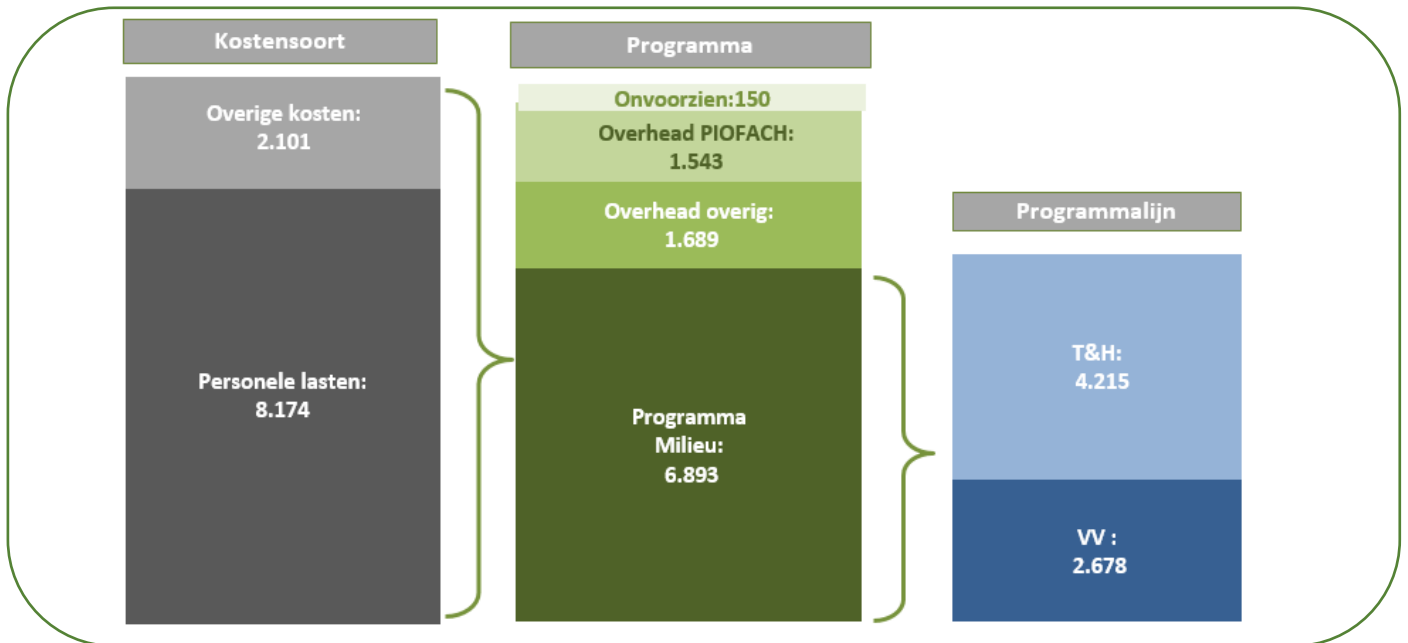 Kostensoort
Overige kosten:
2.101
Personele lasten:
8.174
Programma
Onvoorzien:150
Overhead PIOFACH:
1.543
Overhead overig:
1.689
Programma
Milieu:
6.893
Programmalijn
T&H:
4.215
VV :
2.678